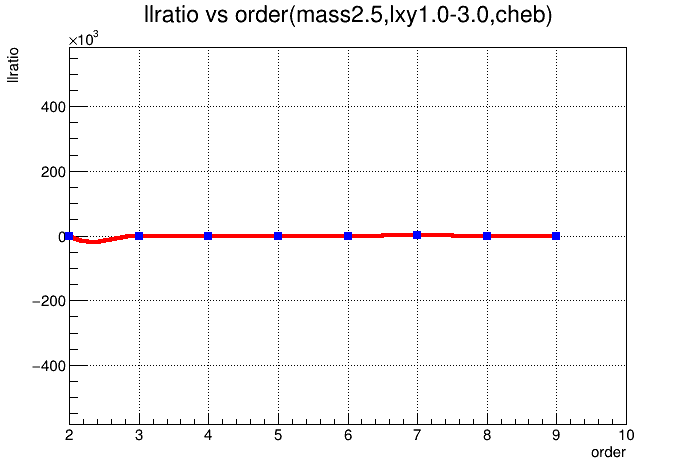 llratio vs order(mass2.5,lxy1.0-3.0,cheb)
×10³
llratio
400
200
0
−200
−400
2 3 4 5 6 7 8 9 10
order